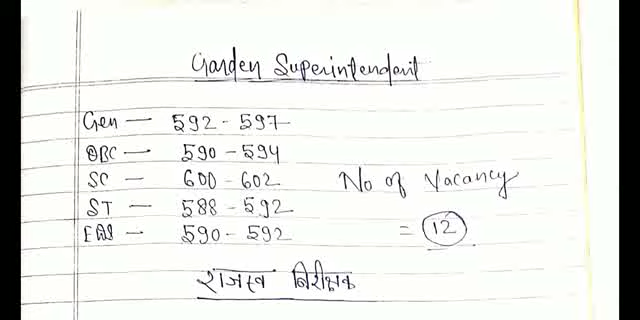 Garden Superintendent
Gen — 592 - 597
OBC — 590 - 594
SC — 600 - 602
No of Vacancy
ST — 588 - 592
EWS — 590 - 592
= 12
राजस्व निरीक्षक